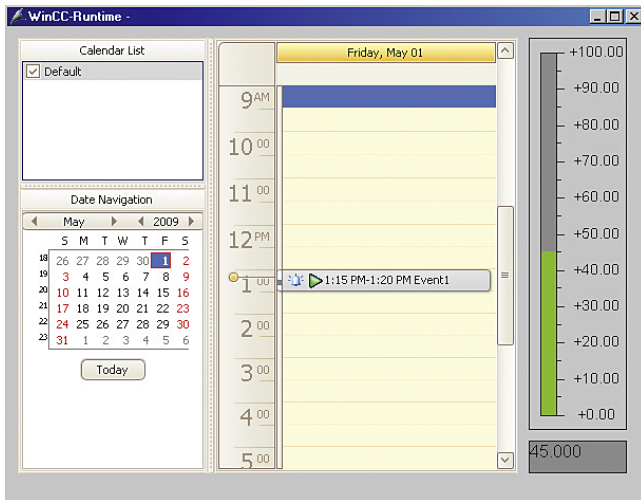 WinCC-Runtime -
Calendar List
Default
Date Navigation
May 2009
S M T W T F S
18 26 27 28 29 30 1 2
19 3 4 5 6 7 8 9
20 10 11 12 13 14 15 16
21 17 18 19 20 21 22 23
22 24 25 26 27 28 29 30
23 31 1 2 3 4 5 6
Today
Friday, May 01
9 AM
10 00
11 00
12 PM
1 00
1:15 PM-1:20 PM Event1
2 00
3 00
4 00
5 00
+100.00
+90.00
+80.00
+70.00
+60.00
+50.00
+40.00
+30.00
+20.00
+10.00
+0.00
45.000